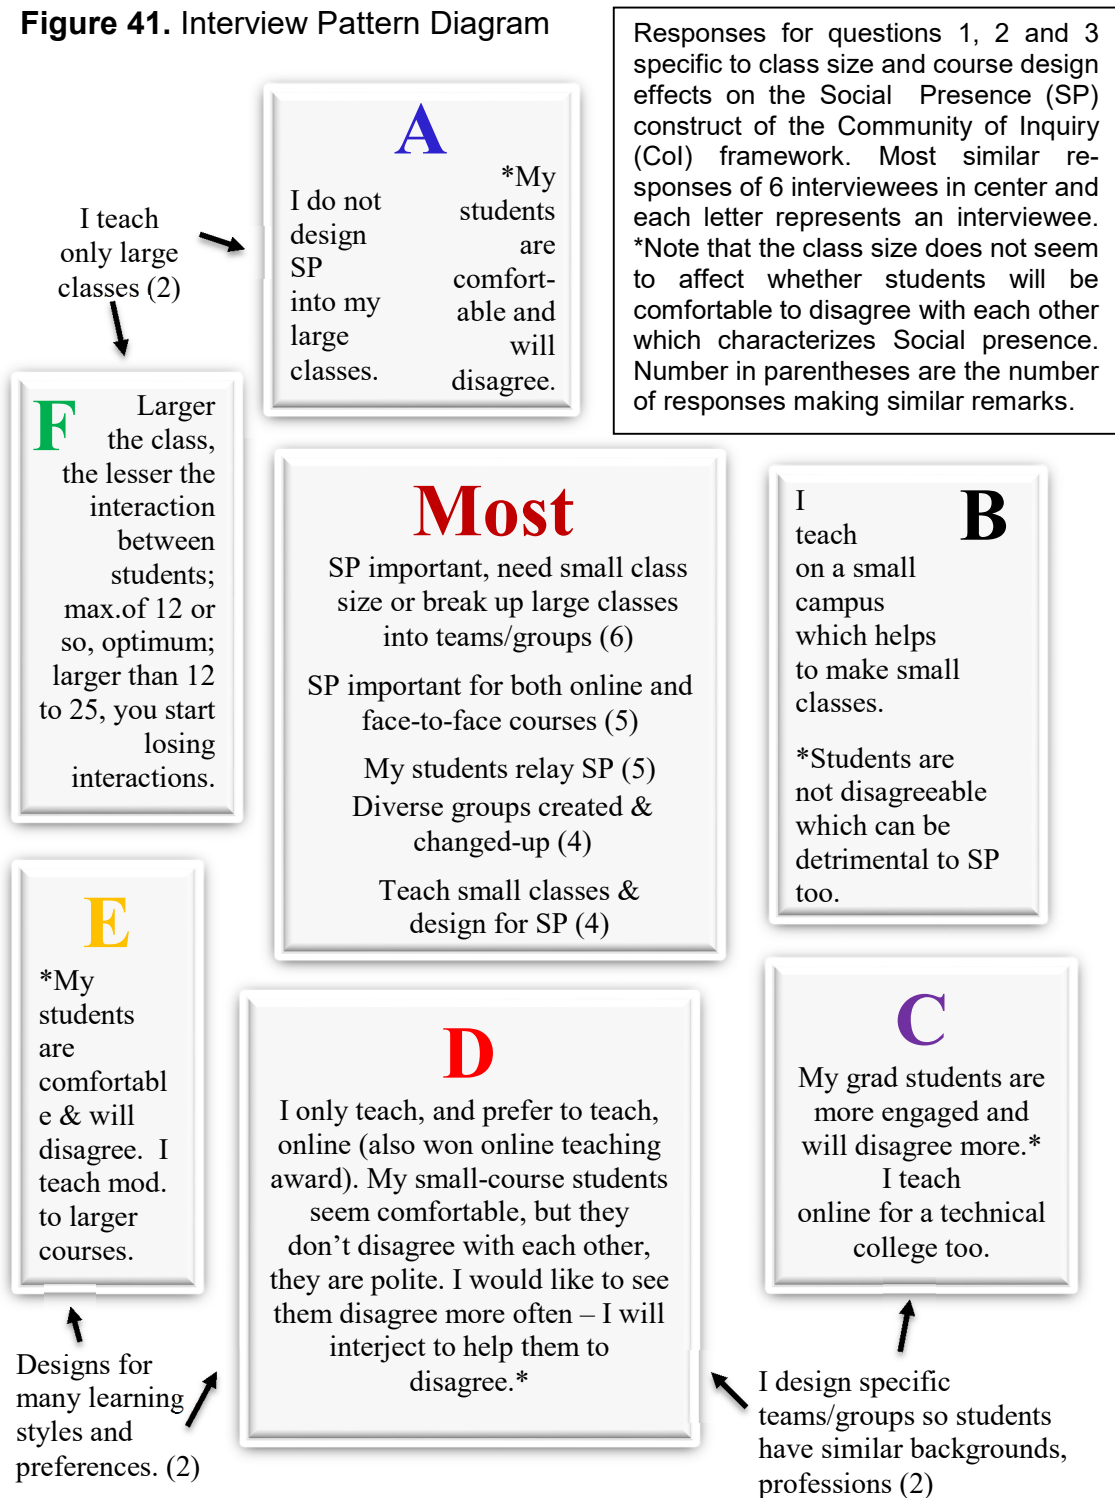 Figure 41. Interview Pattern Diagram
Responses for questions 1, 2 and 3
specific to class size and course design
effects on the Social Presence (SP)
construct of the Community of Inquiry
(CoI) framework. Most similar re-
sponses of 6 interviewees in center and
each letter represents an interviewee.
*Note that the class size does not seem
to affect whether students will be
comfortable to disagree with each other
which characterizes Social presence.
Number in parentheses are the number
of responses making similar remarks.
I teach
only large
classes (2)
A
I do not
design
SP
into my
large
classes.
*My
students
are
comfort-
able and
will
disagree.
F
Larger
the class,
the lesser the
interaction
between
students;
max.of 12 or
so, optimum;
larger than 12
to 25, you start
losing
interactions.
Most
SP important, need small class
size or break up large classes
into teams/groups (6)
SP important for both online and
face-to-face courses (5)
My students relay SP (5)
Diverse groups created &
changed-up (4)
Teach small classes &
design for SP (4)
B
I
teach
on a small
campus
which helps
to make small
classes.
*Students are
not disagreeable
which can be
detrimental to SP
too.
E
*My
students
are
comfortabl
e & will
disagree. I
teach mod.
to larger
courses.
D
I only teach, and prefer to teach,
online (also won online teaching
award). My small-course students
seem comfortable, but they
don’t disagree with each other,
they are polite. I would like to see
them disagree more often – I will
interject to help them to
disagree.*
C
My grad students are
more engaged and
will disagree more.*
I teach
online for a technical
college too.
Designs for
many learning
styles and
preferences. (2)
I design specific
teams/groups so students
have similar backgrounds,
professions (2)